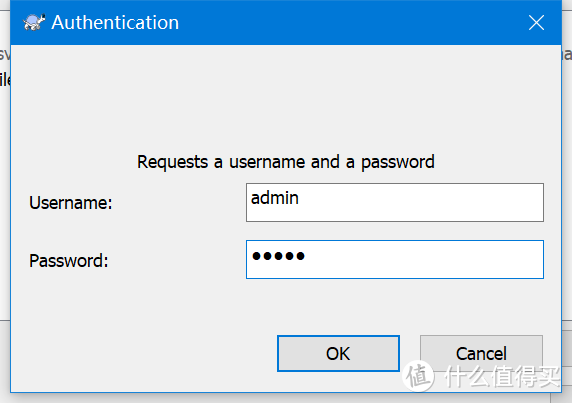 Authentication
Requests a username and a password
Username:
admin
Password:
•••••
OK
Cancel
值 什么值得买